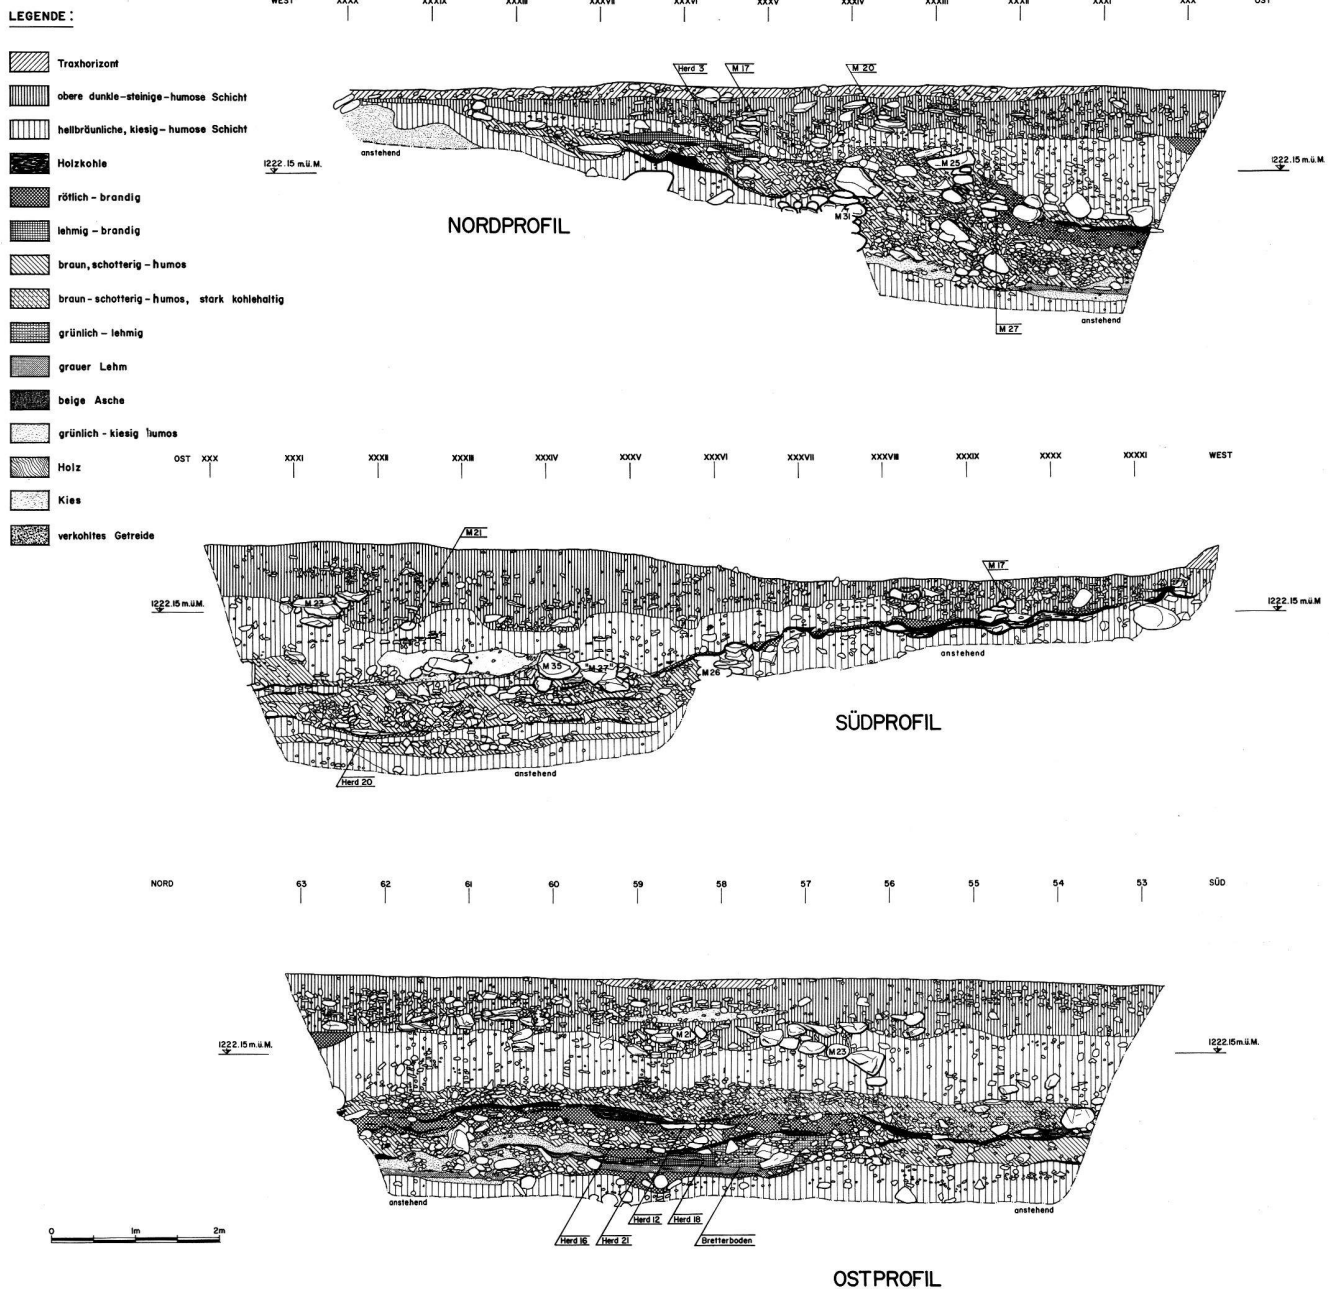 LEGENDE:
Traxhorizont
obere dunkle-steinige-humose Schicht
hellbräunliche, kiesig-humose Schicht
Holzkohle
rötlich-brandig
lehmig-brandig
braun, schotterig-humos
braun-schotterig-humos, stark kohlehaltig
grünlich-lehmig
grauer Lehm
beige Asche
grünlich-kiesig humos
Holz
Kies
verkohltes Getreide
WEST XXXX XXXIX XXXVIII XXXVII XXXVI XXXV XXXIV XXXIII XXXII XXXI XXX OST
Herd 3 M 17 M 20
anstehend
1222.15 m.ü.M.
M 25
1222.15 m.ü.M.
M 31
NORDPROFIL
anstehend
M 27
OST XXX XXXI XXXII XXXIII XXXIV XXXV XXXVI XXXVII XXXVIII XXXIX XXXX XXXXI WEST
M 21
M 17
1222.15 m.ü.M.
M 23
1222.15 m.ü.M.
anstehend
M 35 "M 27"
M 26
SÜDPROFIL
anstehend
Herd 20
NORD 63 62 61 60 59 58 57 56 55 54 53 SÜD
M 21
1222.15 m.ü.M.
M 23
1222.15 m.ü.M.
anstehend
anstehend
Herd 12 Herd 18
Herd 16 Herd 21 Bretterboden
0 1m 2m
OSTPROFIL